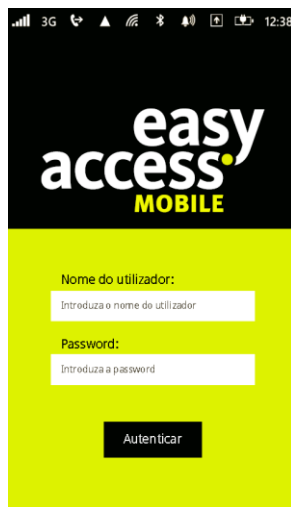 3G 12:38
easy
access
MOBILE
Nome do utilizador:
Introduza o nome do utilizador
Password:
Introduza a password
Autenticar